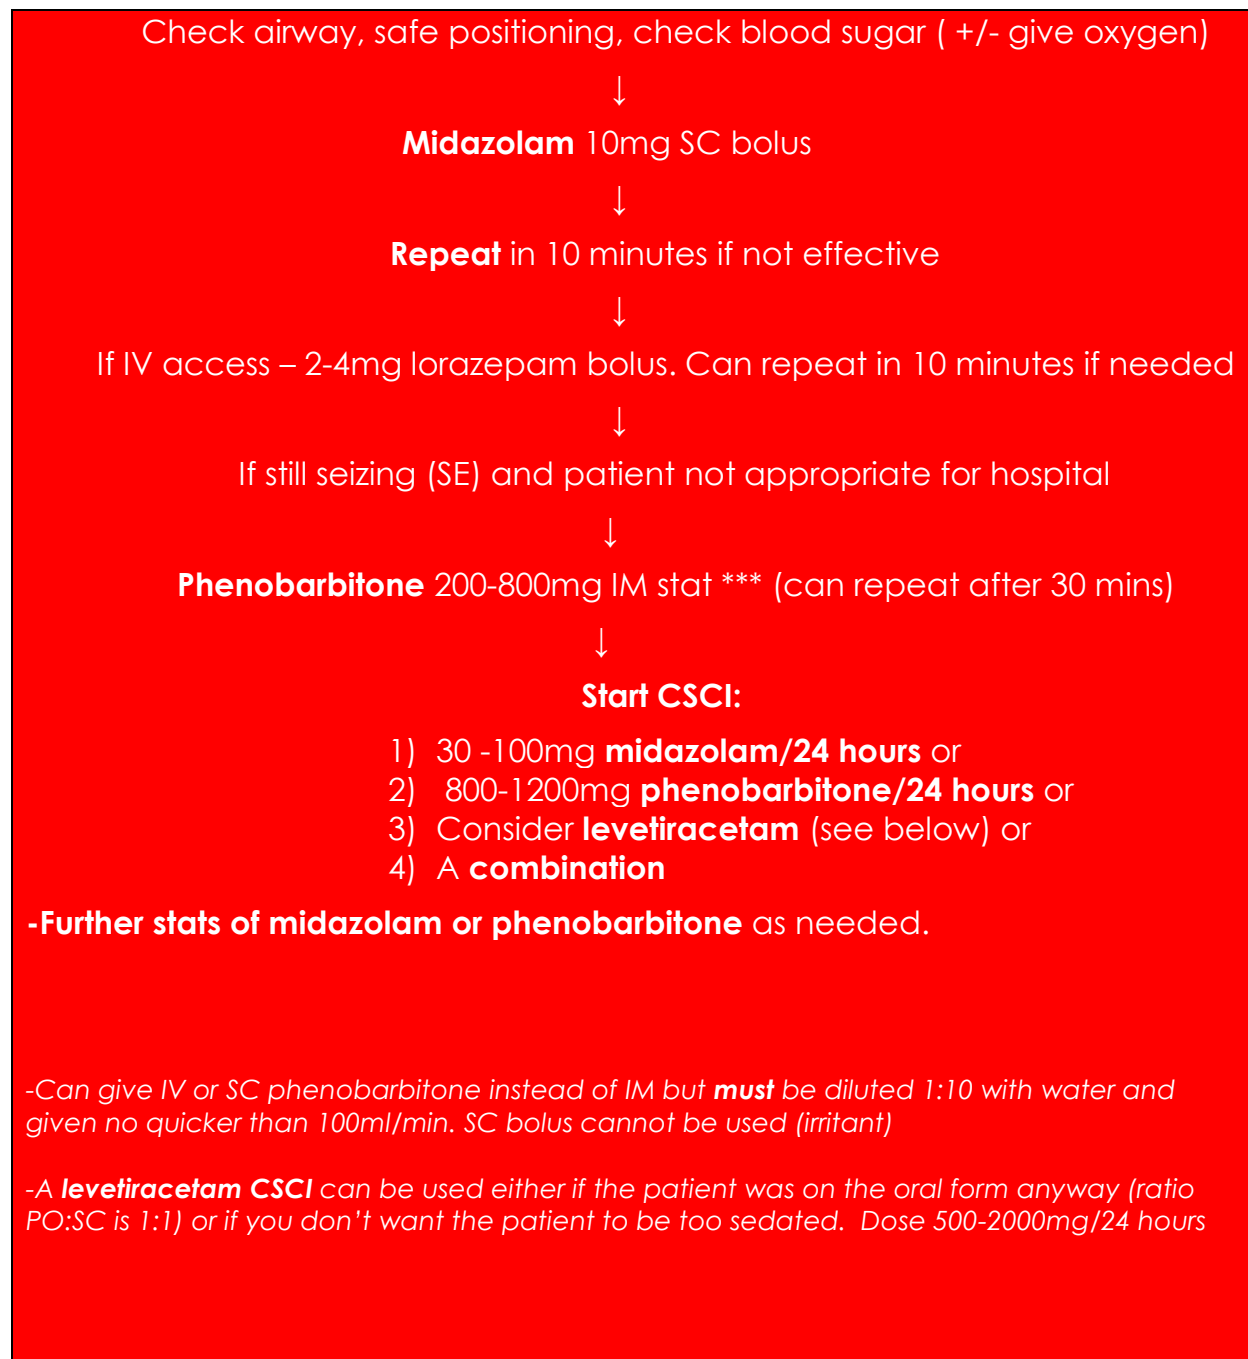 Check airway, safe positioning, check blood sugar ( +/- give oxygen)
↓
Midazolam 10mg SC bolus
↓
Repeat in 10 minutes if not effective
↓
If IV access – 2-4mg lorazepam bolus. Can repeat in 10 minutes if needed
↓
If still seizing (SE) and patient not appropriate for hospital
↓
Phenobarbitone 200-800mg IM stat *** (can repeat after 30 mins)
↓
Start CSCI:
1) 30 -100mg midazolam/24 hours or
2) 800-1200mg phenobarbitone/24 hours or
3) Consider levetiracetam (see below) or
4) A combination
-Further stats of midazolam or phenobarbitone as needed.
-Can give IV or SC phenobarbitone instead of IM but must be diluted 1:10 with water and
given no quicker than 100ml/min. SC bolus cannot be used (irritant)
-A levetiracetam CSCI can be used either if the patient was on the oral form anyway (ratio
PO:SC is 1:1) or if you don’t want the patient to be too sedated. Dose 500-2000mg/24 hours